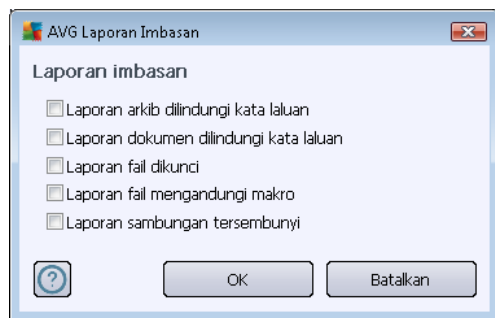 AVG Laporan Imbasan
Laporan imbasan
Laporan arkib dilindungi kata laluan
Laporan dokumen dilindungi kata laluan
Laporan fail dikunci
Laporan fail mengandungi makro
Laporan sambungan tersembunyi
?
OK
Batalkan